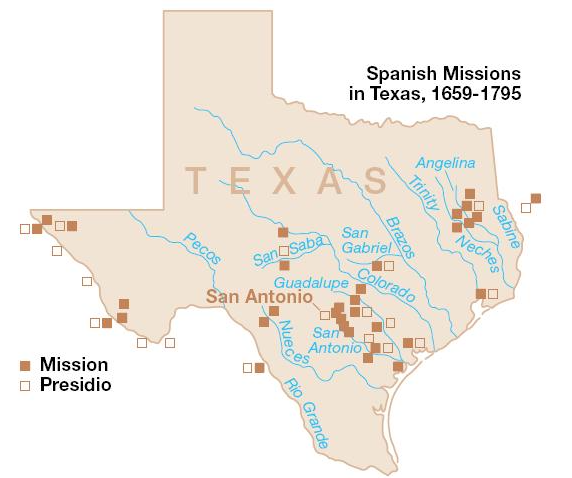 Spanish Missions
in Texas, 1659-1795
TEXAS
Angelina
Trinity
Sabine
Neches
Brazos
San
Gabriel
San Saba
Pecos
Colorado
Guadalupe
San Antonio
San
Antonio
Nueces
Rio Grande
Mission
Presidio